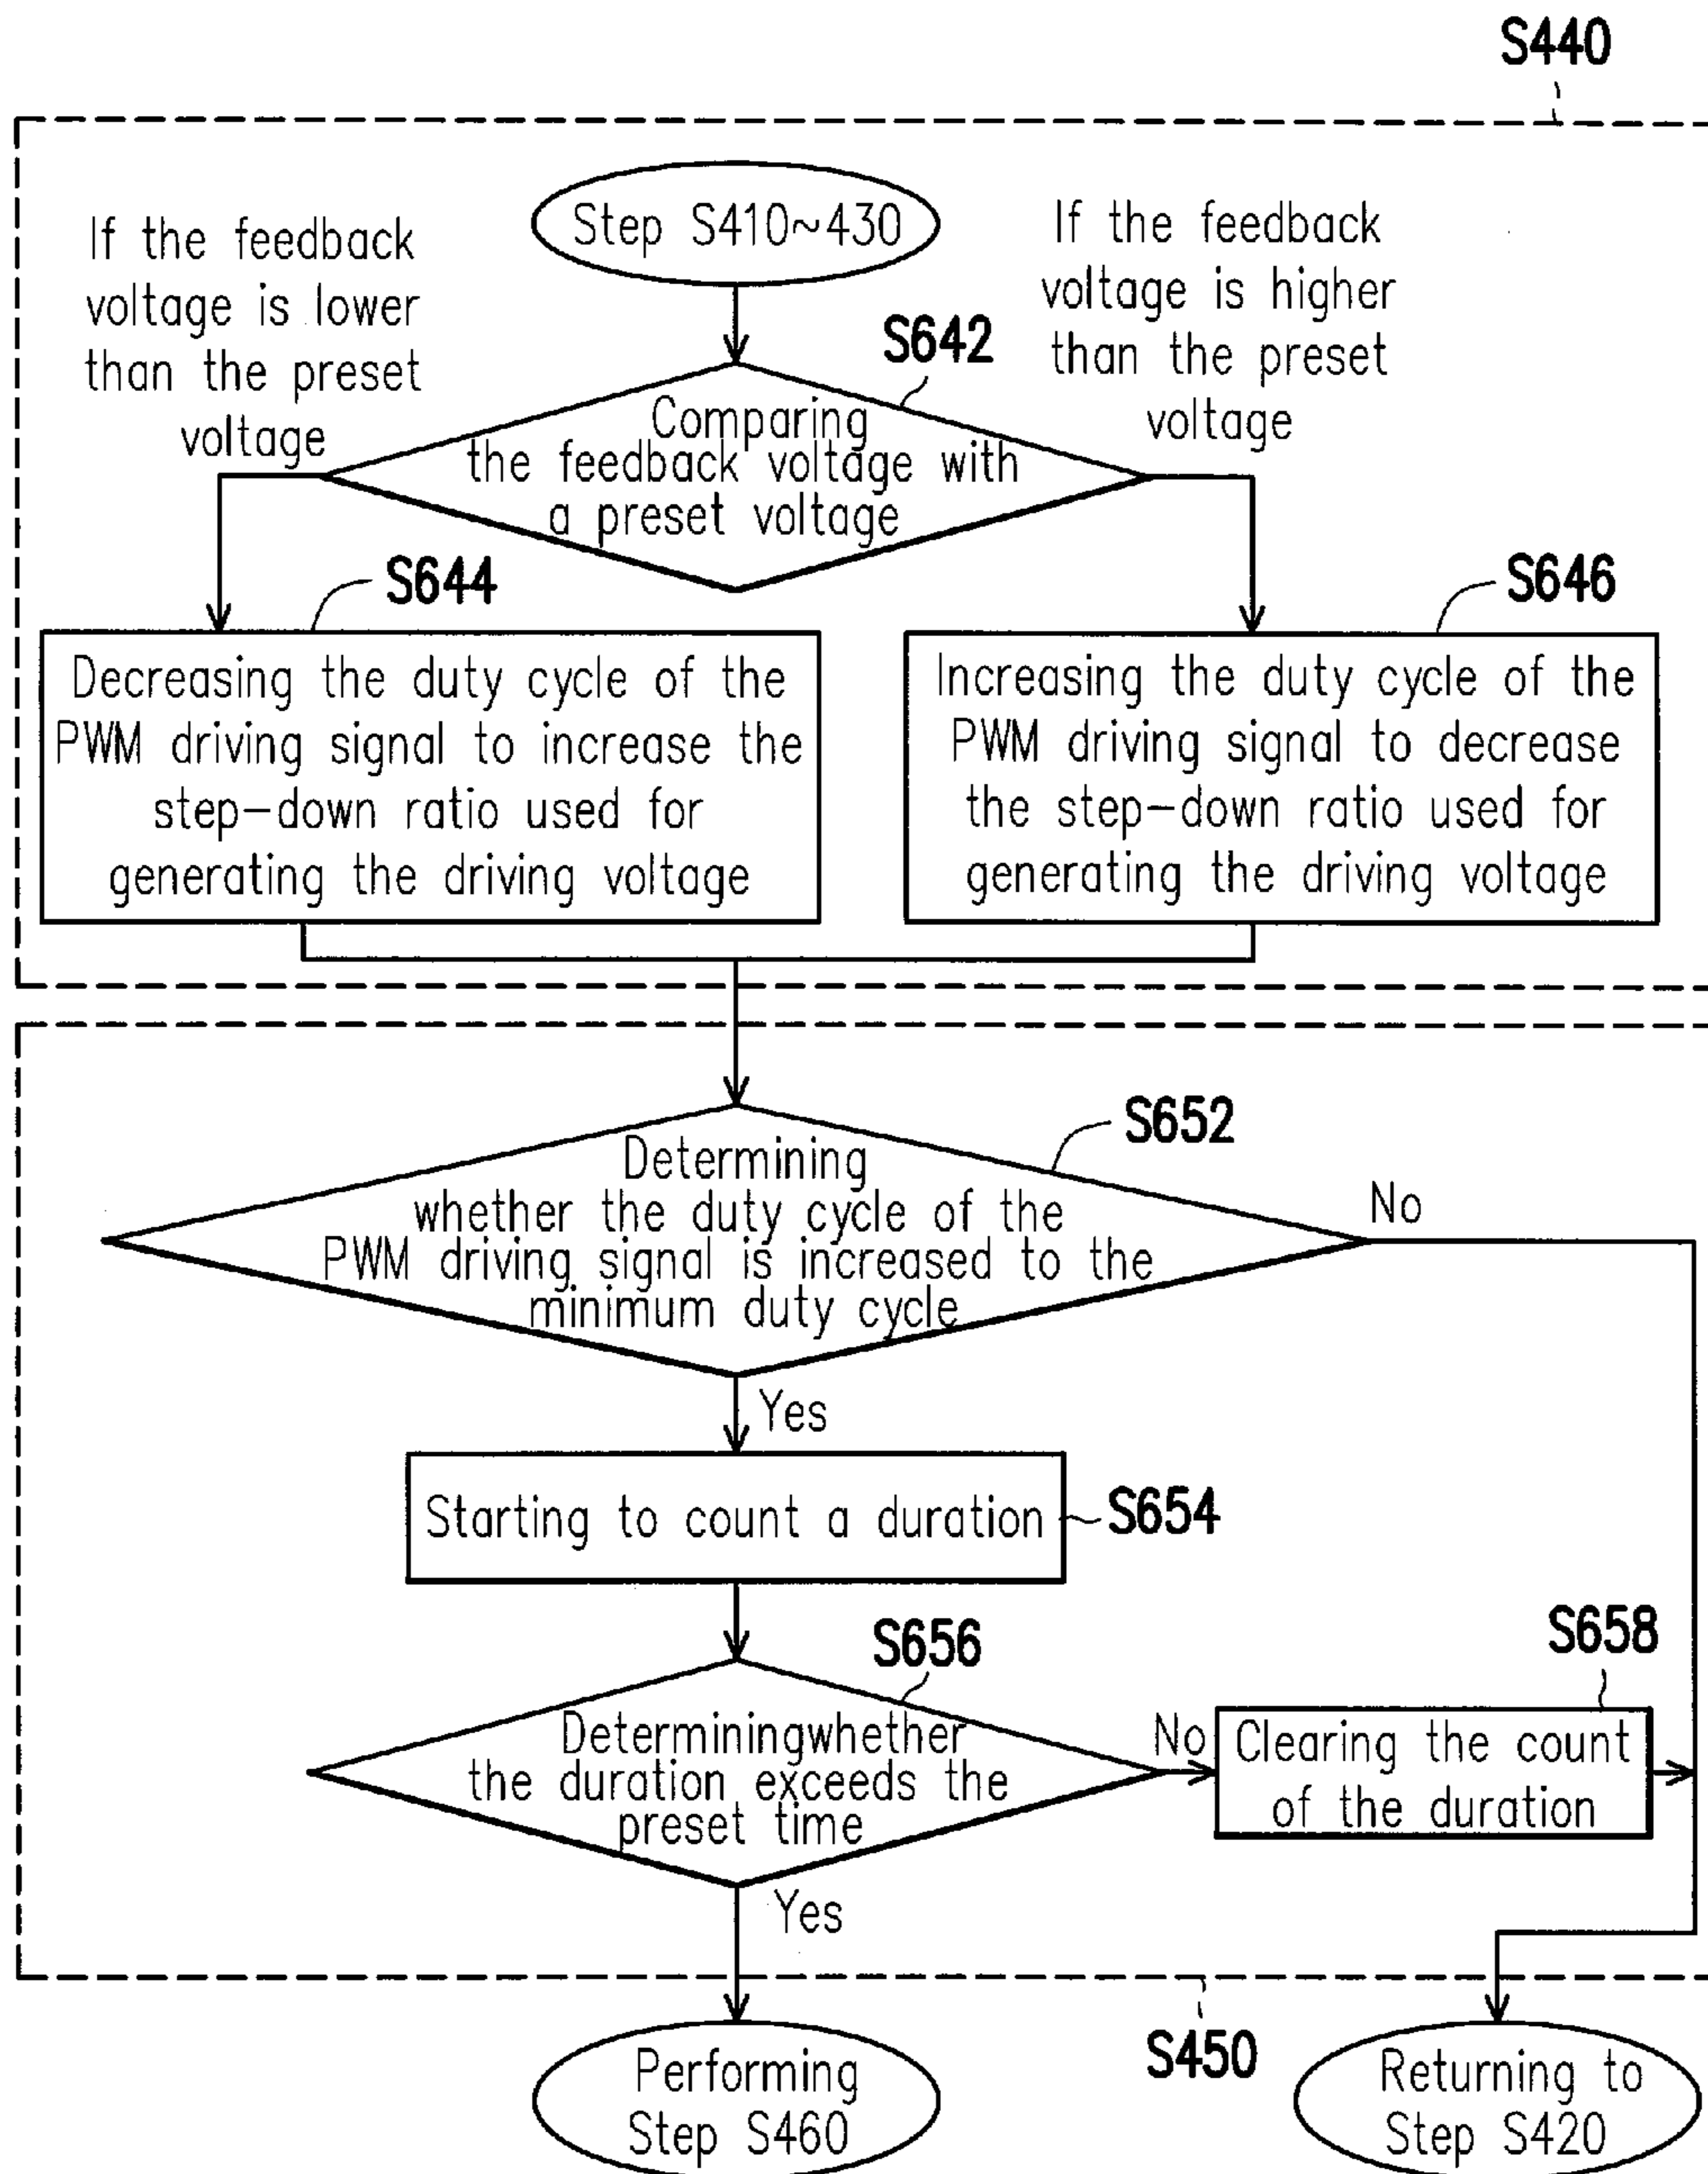 S440
Step S410~430
If the feedback
voltage is lower
than the preset
voltage
If the feedback
voltage is higher
than the preset
voltage
S642
Comparing
the feedback voltage with
a preset voltage
S644
Decreasing the duty cycle of the
PWM driving signal to increase the
step-down ratio used for
generating the driving voltage
S646
Increasing the duty cycle of the
PWM driving signal to decrease
the step-down ratio used for
generating the driving voltage
S652
Determining
whether the duty cycle of the
PWM driving signal is increased to the
minimum duty cycle
No
Yes
Starting to count a duration
S654
S656
Determiningwhether
the duration exceeds the
preset time
No
S658
Clearing the count
of the duration
Yes
S450
Performing
Step S460
Returning to
Step S420